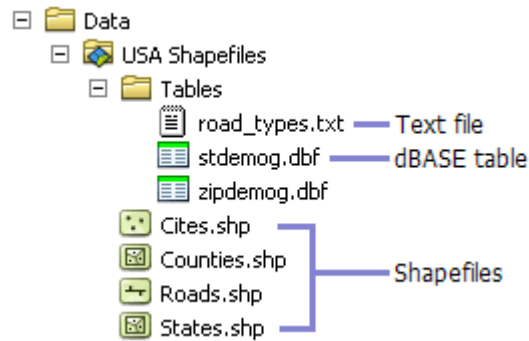 Data
USA Shapefiles
Tables
road_types.txt Text file
stdemog.dbf dBASE table
zipdemog.dbf
Cites.shp
Counties.shp
Shapefiles
Roads.shp
States.shp